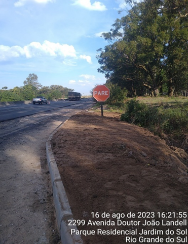 PARE
16 de ago de 2023 16:21:55
2299 Avenida Doutor João Landell
Parque Residencial Jardim do Sol
Rio Grande do Sul